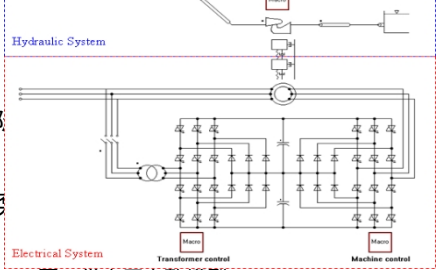 Macro
Hydraulic System
Electrical System
Macro
Macro
Transformer control
Machine control